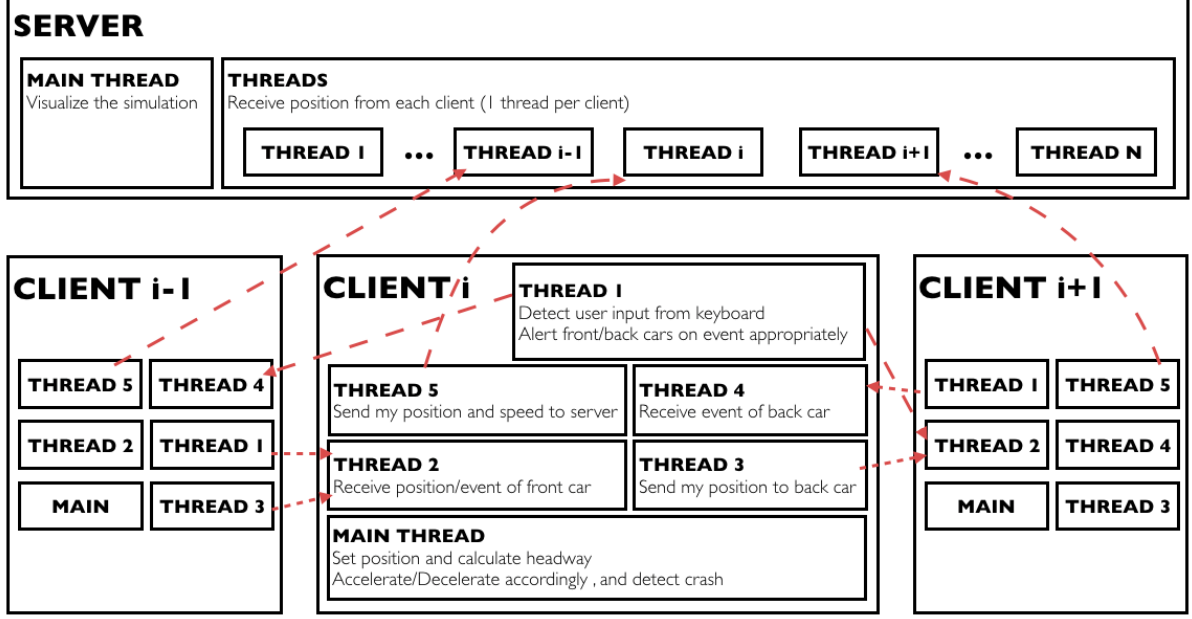 SERVER
MAIN THREAD
Visualize the simulation
THREADS
Receive position from each client (1 thread per client)
THREAD 1
...
THREAD i-1
THREAD i
THREAD i+1
...
THREAD N
CLIENT i-1
THREAD 5
THREAD 4
THREAD 2
THREAD 1
MAIN
THREAD 3
CLIENT i
THREAD 1
Detect user input from keyboard
Alert front/back cars on event appropriately
THREAD 5
Send my position and speed to server
THREAD 4
Receive event of back car
THREAD 2
Receive position/event of front car
THREAD 3
Send my position to back car
MAIN THREAD
Set position and calculate headway
Accelerate/Decelerate accordingly , and detect crash
CLIENT i+1
THREAD 1
THREAD 5
THREAD 2
THREAD 4
MAIN
THREAD 3